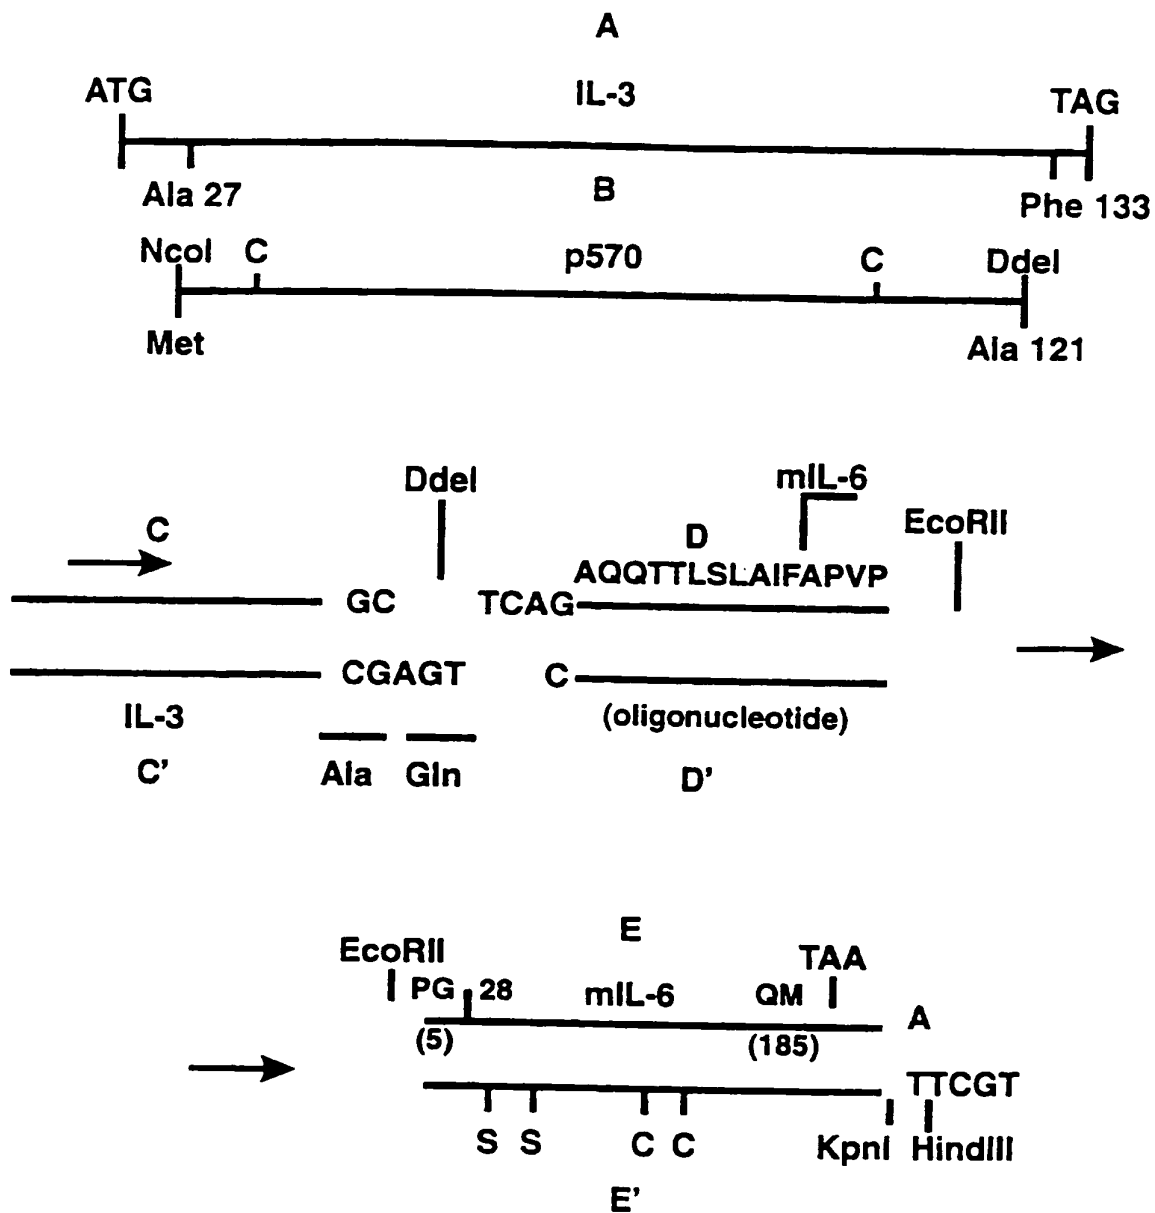 A
ATG IL-3 TAG
Ala 27 B Phe 133
NcoI C p570 C DdeI
Met Ala 121
DdeI mIL-6
C D EcoRII
AQQTTLSLAIFAPVP
GC TCAG
CGAGT C
IL-3 (oligonucleotide)
C' Ala Gln D'
E
EcoRII TAA
PG 28 mIL-6 QM A
(5) (185)
TTCGT
S S C C KpnI HindIII
E'